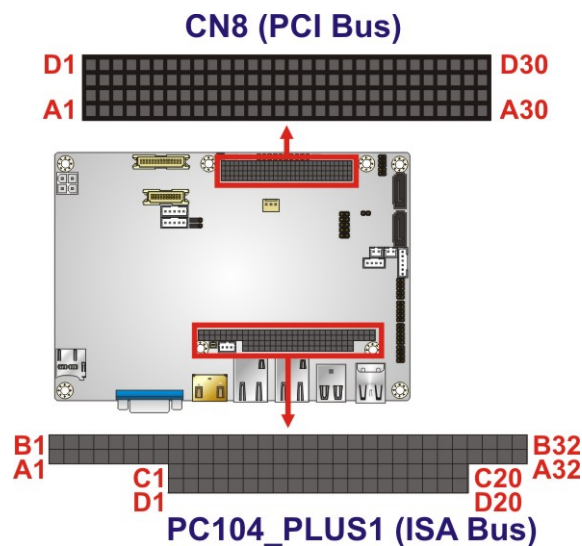 CN8 (PCI Bus)
D1 D30
A1 A30
B1 B32
A1 A32
C1 C20
D1 D20
PC104_PLUS1 (ISA Bus)